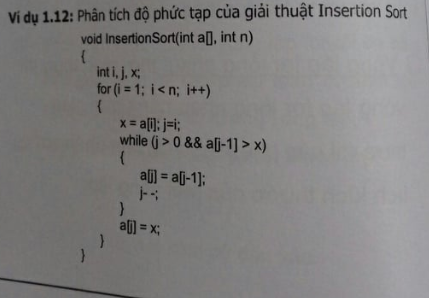 Ví dụ 1.12: Phân tích độ phức tạp của giải thuật Insertion Sort
void InsertionSort(int a[], int n)
{
int i, j, x;
for (i = 1; i < n; i++)
{
x = a[i]; j=i;
while (j > 0 && a[j-1] > x)
{
a[j] = a[j-1];
j- -;
}
a[j] = x;
}
}